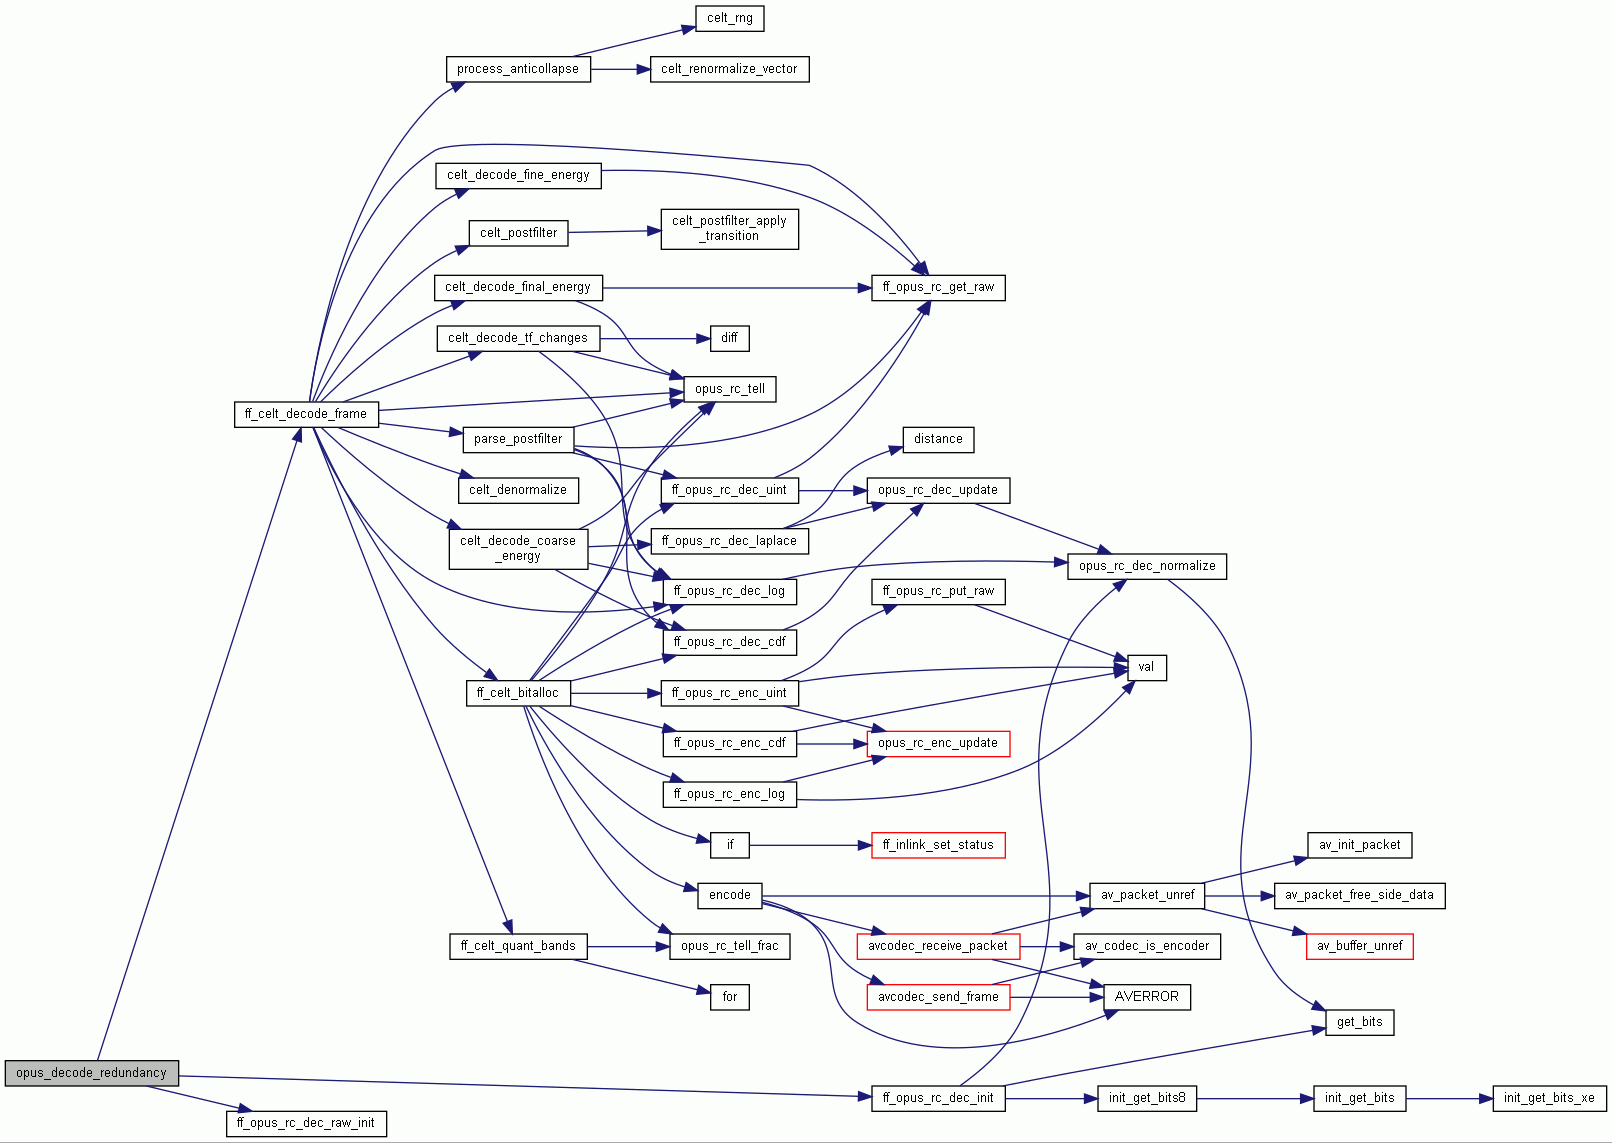 celt_rng
process_anticollapse
celt_renormalize_vector
celt_decode_fine_energy
celt_postfilter
celt_postfilter_apply
_transition
celt_decode_final_energy
ff_opus_rc_get_raw
celt_decode_tf_changes
diff
opus_rc_tell
ff_celt_decode_frame
parse_postfilter
distance
celt_denormalize
ff_opus_rc_dec_uint
opus_rc_dec_update
celt_decode_coarse
_energy
ff_opus_rc_dec_laplace
opus_rc_dec_normalize
ff_opus_rc_dec_log
ff_opus_rc_put_raw
ff_opus_rc_dec_cdf
val
ff_celt_bitalloc
ff_opus_rc_enc_uint
ff_opus_rc_enc_cdf
opus_rc_enc_update
ff_opus_rc_enc_log
if
ff_inlink_set_status
av_init_packet
encode
av_packet_unref
av_packet_free_side_data
ff_celt_quant_bands
opus_rc_tell_frac
avcodec_receive_packet
av_codec_is_encoder
av_buffer_unref
for
avcodec_send_frame
AVERROR
get_bits
opus_decode_redundancy
ff_opus_rc_dec_init
init_get_bits8
init_get_bits
init_get_bits_xe
ff_opus_rc_dec_raw_init